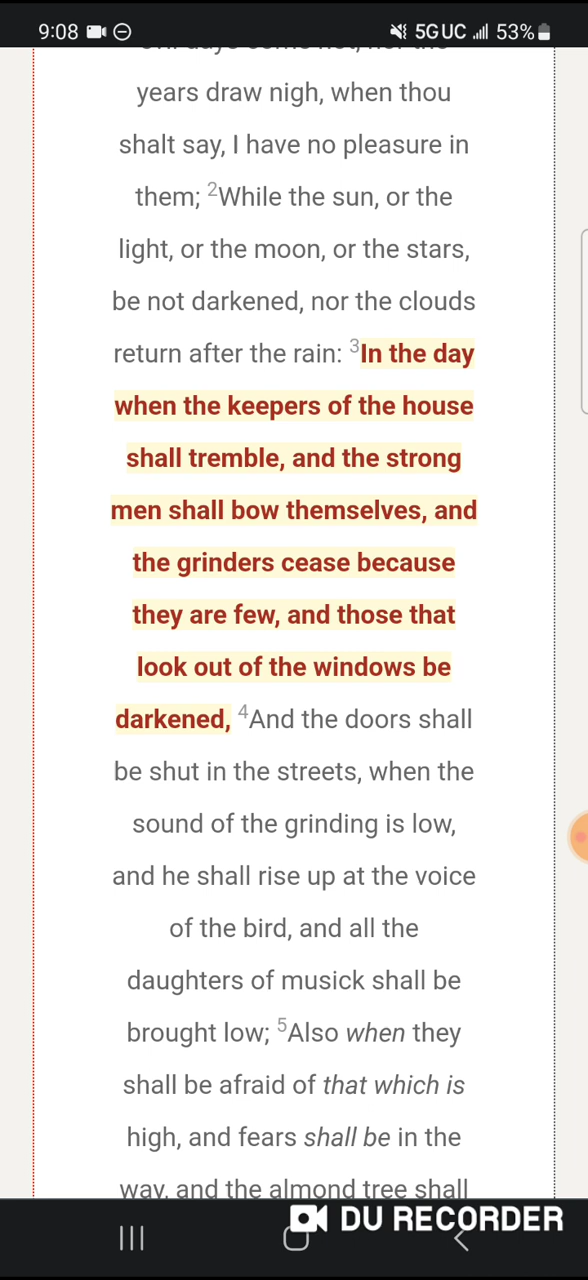 9:08 5G UC 53%
years draw nigh, when thou
shalt say, I have no pleasure in
them; 2While the sun, or the
light, or the moon, or the stars,
be not darkened, nor the clouds
return after the rain: 3In the day
when the keepers of the house
shall tremble, and the strong
men shall bow themselves, and
the grinders cease because
they are few, and those that
look out of the windows be
darkened, 4And the doors shall
be shut in the streets, when the
sound of the grinding is low,
and he shall rise up at the voice
of the bird, and all the
daughters of musick shall be
brought low; 5Also when they
shall be afraid of that which is
high, and fears shall be in the
way, and the almond tree shall
DU RECORDER